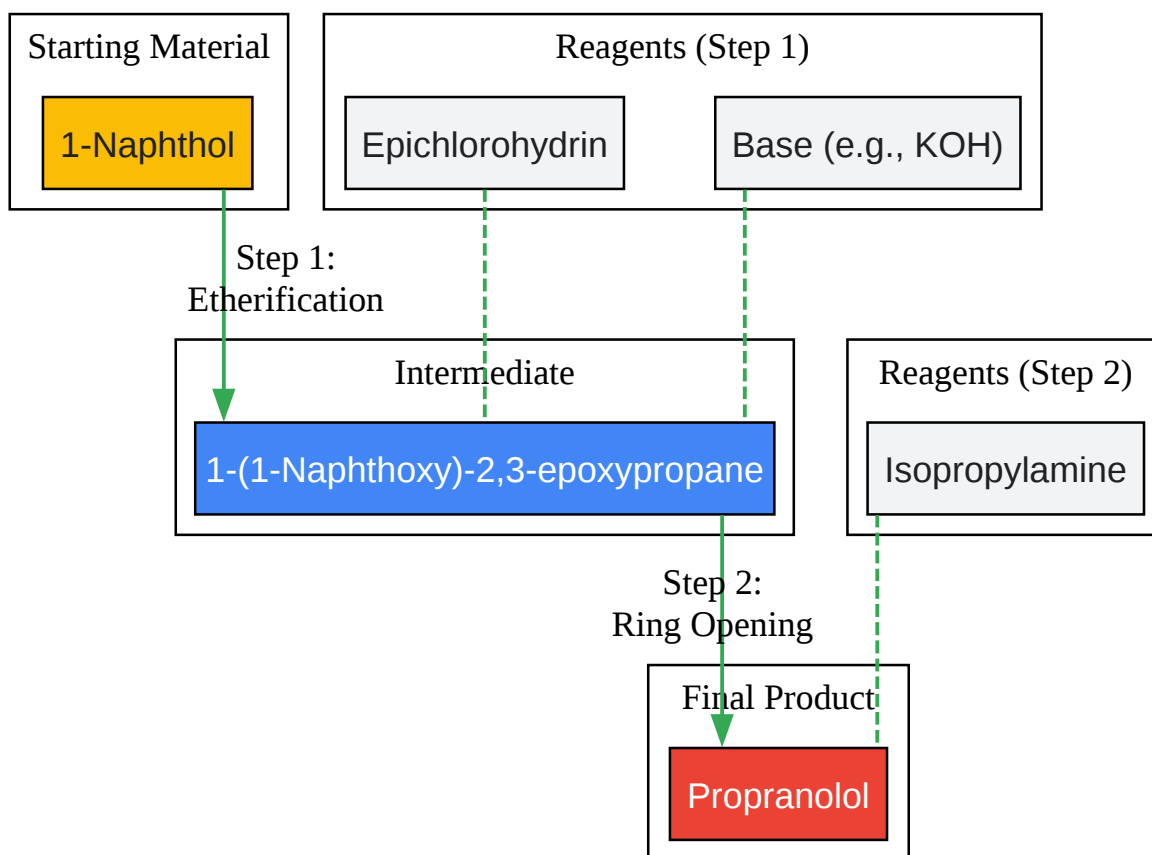 Starting Material
Reagents (Step 1)
1-Naphthol
Epichlorohydrin
Base (e.g., KOH)
Step 1:
Etherification
Intermediate
Reagents (Step 2)
1-(1-Naphthoxy)-2,3-epoxypropane
Isopropylamine
Step 2:
Ring Opening
Final Product
Propranolol